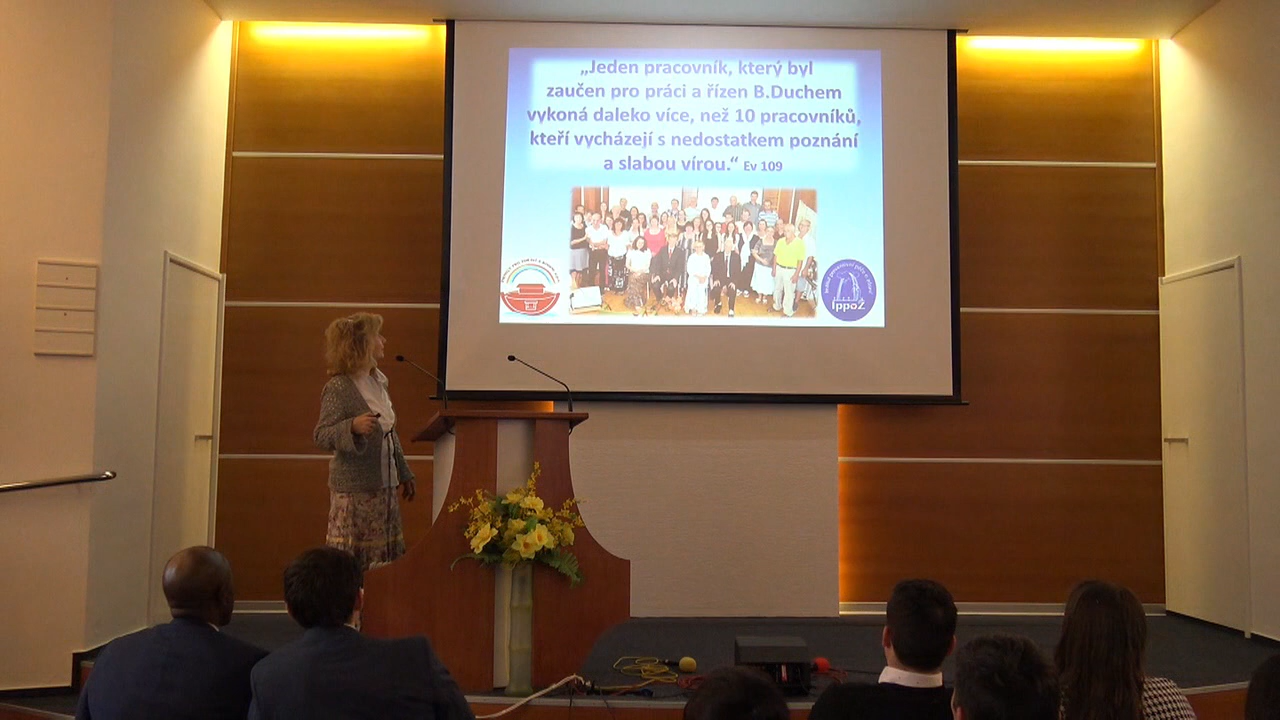 „Jeden pracovník, který byl
zaučen pro práci a řízen B.Duchem
vykoná daleko více, než 10 pracovníků,
kteří vycházejí s nedostatkem poznání
a slabou vírou.“ Ev 109
IppoŽ